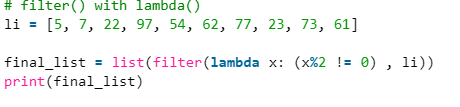 # filter() with lambda()
li = [5, 7, 22, 97, 54, 62, 77, 23, 73, 61]
final_list = list(filter(lambda x: (x%2 != 0) , li))
print(final_list)